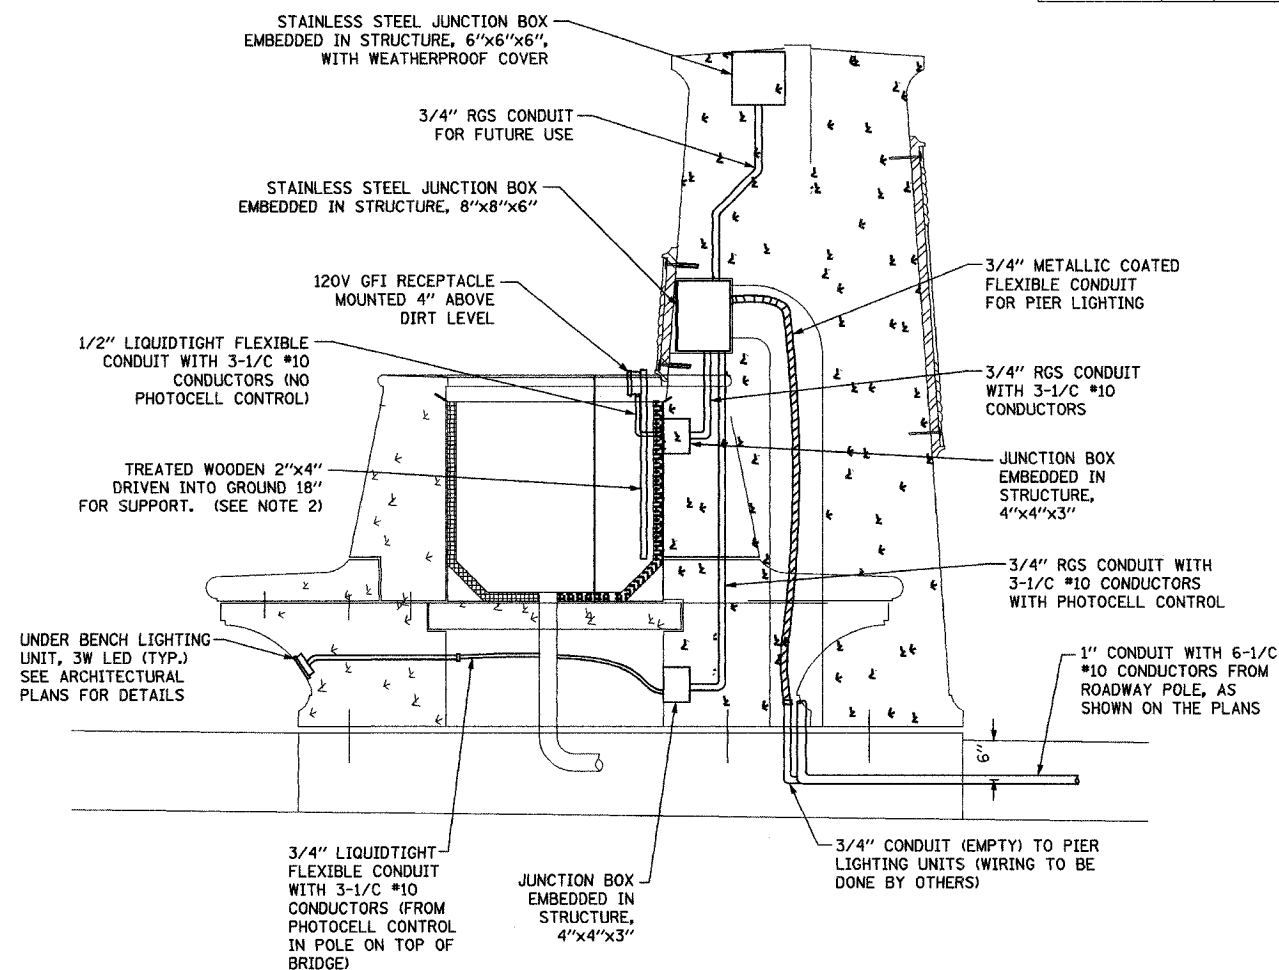 STAINLESS STEEL JUNCTION BOX
EMBEDDED IN STRUCTURE, 6"x6"x6",
WITH WEATHERPROOF COVER
3/4" RGS CONDUIT
FOR FUTURE USE
STAINLESS STEEL JUNCTION BOX
EMBEDDED IN STRUCTURE, 8"x8"x6"
120V GFI RECEPTACLE
MOUNTED 4" ABOVE
DIRT LEVEL
1/2" LIQUIDTIGHT FLEXIBLE
CONDUIT WITH 3-1/C #10
CONDUCTORS (NO
PHOTOCELL CONTROL)
TREATED WOODEN 2"x4"
DRIVEN INTO GROUND 18"
FOR SUPPORT. (SEE NOTE 2)
UNDER BENCH LIGHTING
UNIT, 3W LED (TYP.)
SEE ARCHITECTURAL
PLANS FOR DETAILS
3/4" LIQUIDTIGHT
FLEXIBLE CONDUIT
WITH 3-1/C #10
CONDUCTORS (FROM
PHOTOCELL CONTROL
IN POLE ON TOP OF
BRIDGE)
JUNCTION BOX
EMBEDDED IN
STRUCTURE,
4"x4"x3"
3/4" METALLIC COATED
FLEXIBLE CONDUIT
FOR PIER LIGHTING
3/4" RGS CONDUIT
WITH 3-1/C #10
CONDUCTORS
JUNCTION BOX
EMBEDDED IN
STRUCTURE,
4"x4"x3"
3/4" RGS CONDUIT WITH
3-1/C #10 CONDUCTORS
WITH PHOTOCELL CONTROL
1" CONDUIT WITH 6-1/C
#10 CONDUCTORS FROM
ROADWAY POLE, AS
SHOWN ON THE PLANS
6"
3/4" CONDUIT (EMPTY) TO PIER
LIGHTING UNITS (WIRING TO BE
DONE BY OTHERS)